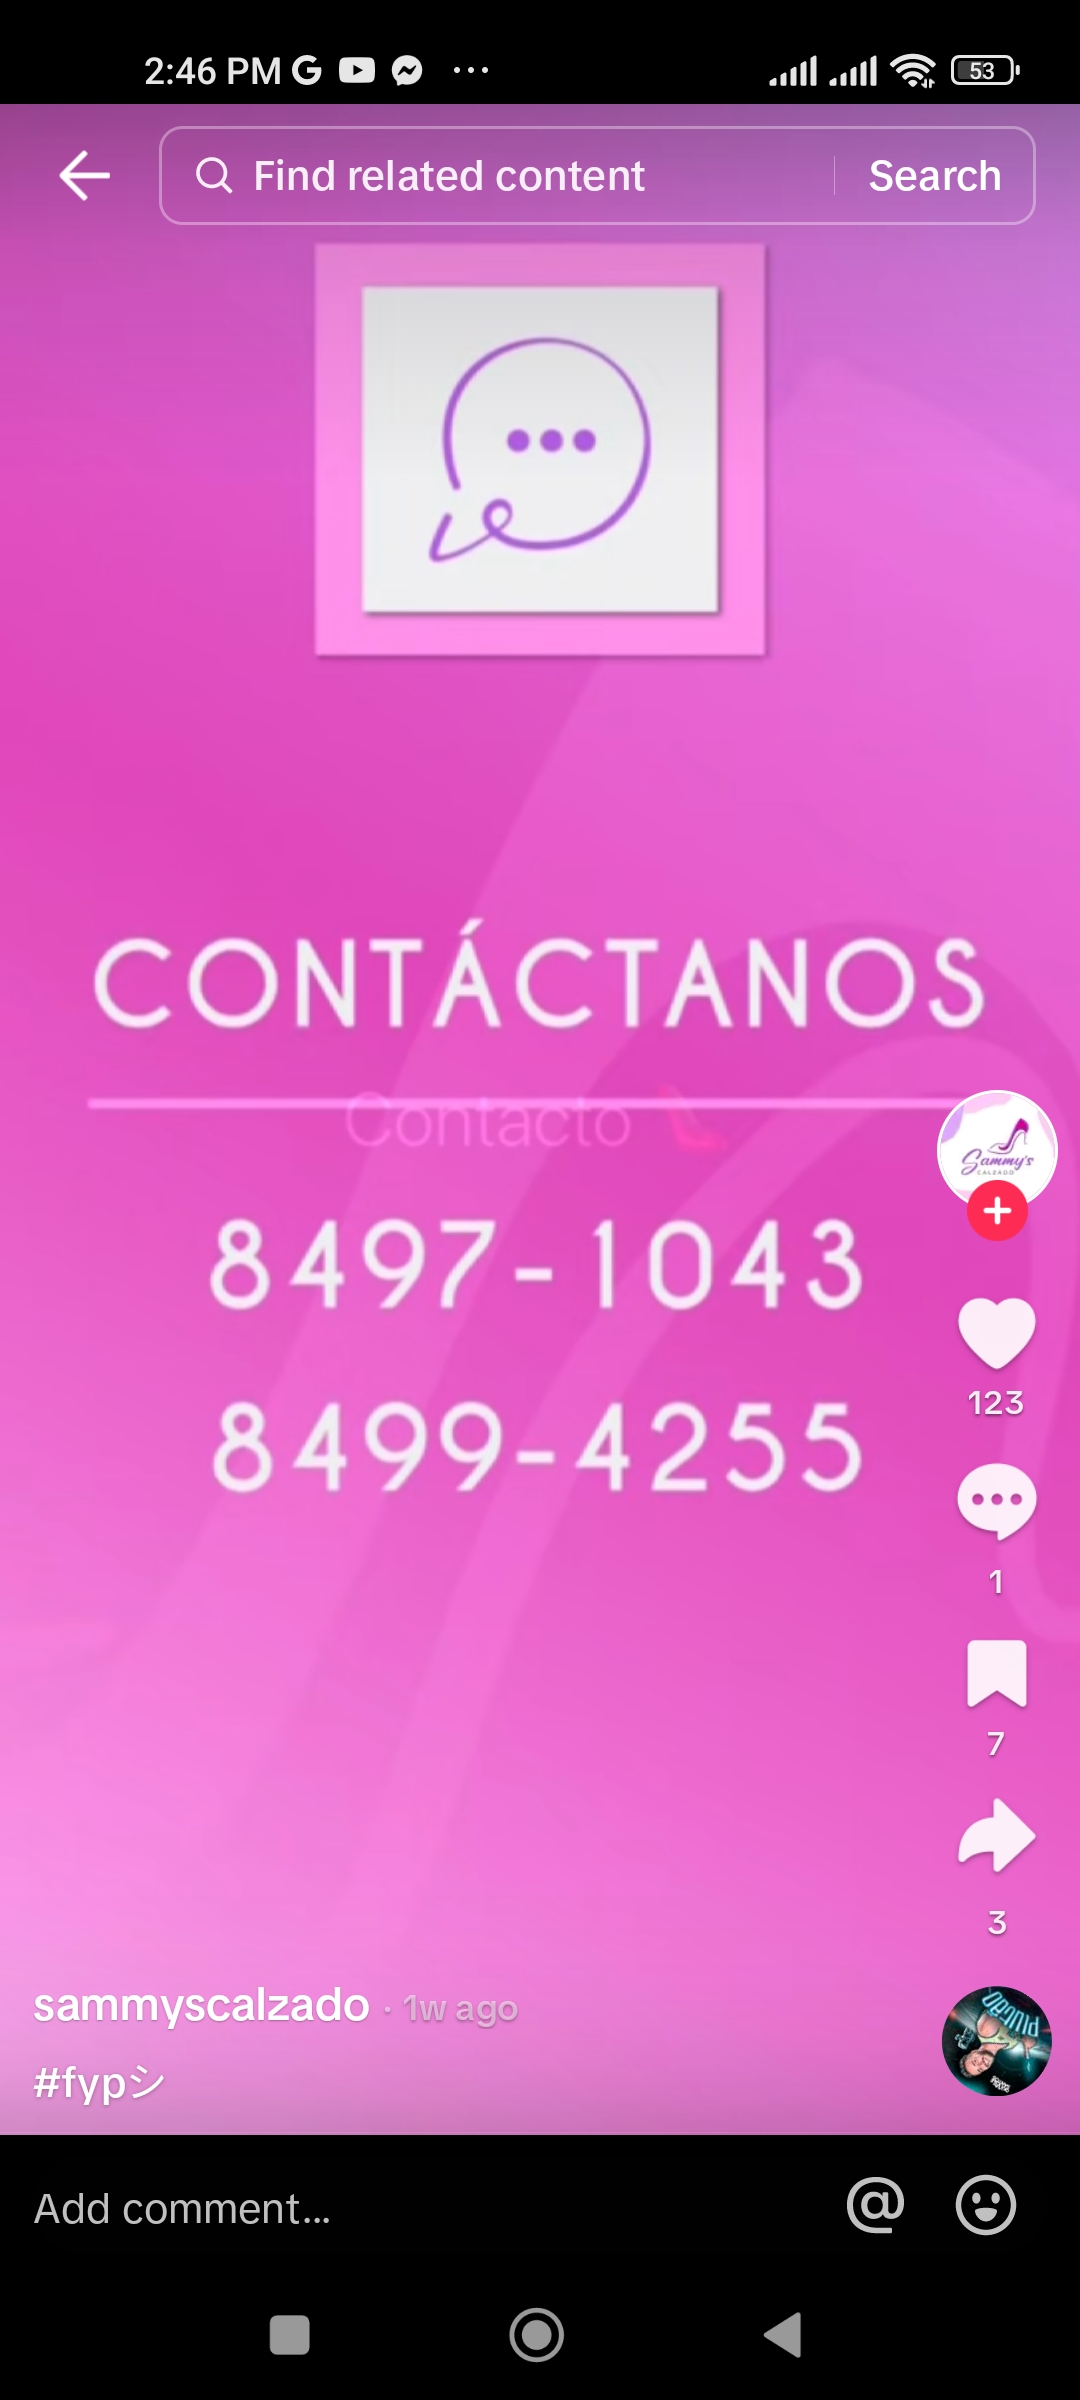 2:46 PM
53
Find related content
Search
CONTÁCTANOS
Contacto
Sammy's
CALZADO
8497-1043
123
8499-4255
1
7
3
sammyscalzado · 1w ago
#fypシ
Add comment...